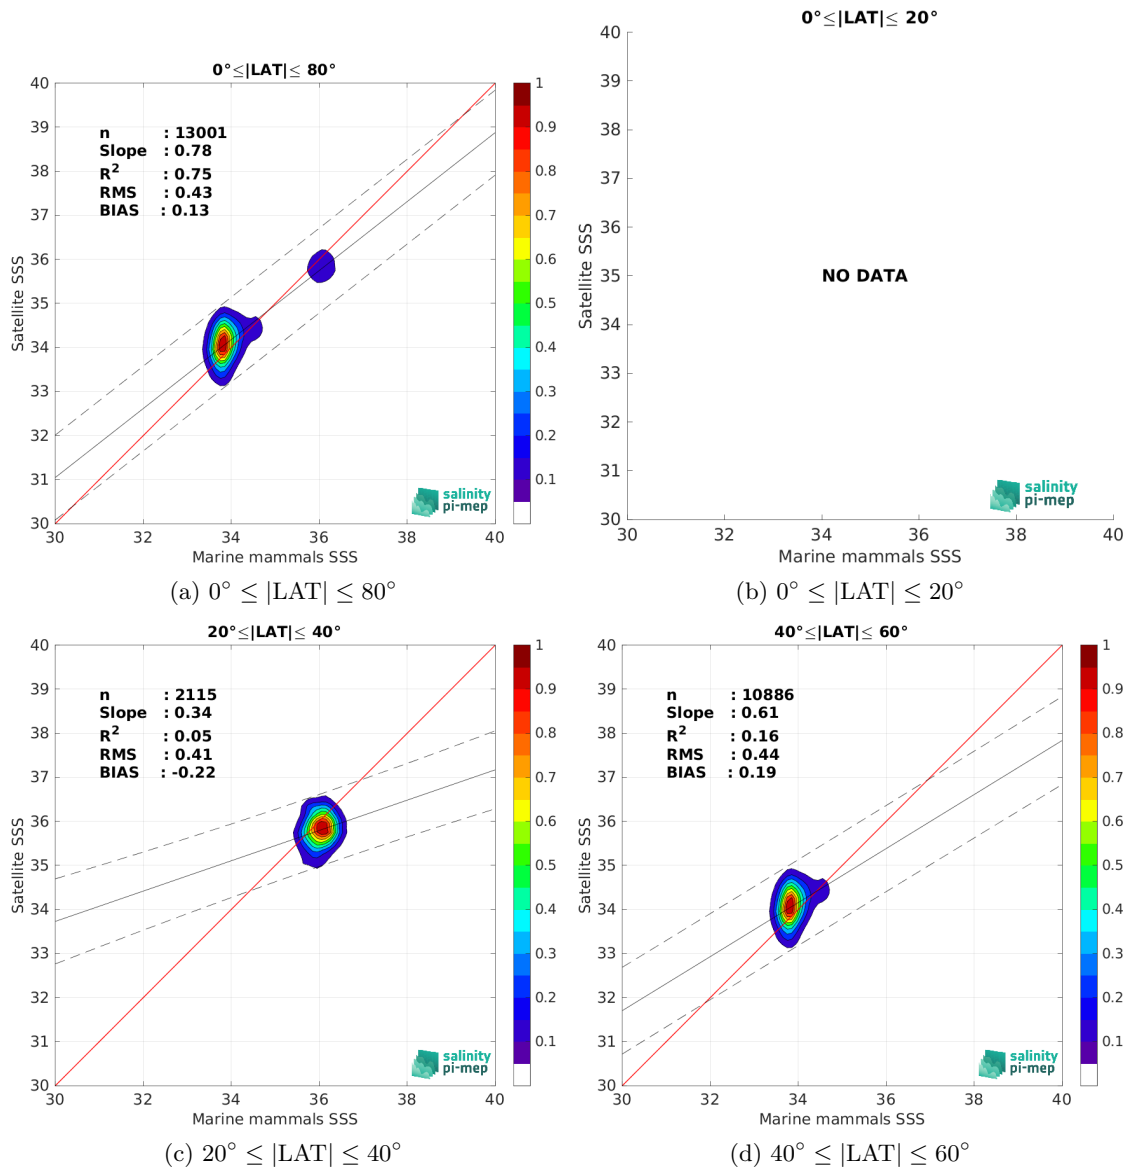 0°≤|LAT|≤ 80°
40
39
38
37
36
35
34
33
32
31
30
n : 13001
Slope : 0.78
R² : 0.75
RMS : 0.43
BIAS : 0.13
Satellite SSS
salinity
pi-mep
30 32 34 36 38 40
Marine mammals SSS
1
0.9
0.8
0.7
0.6
0.5
0.4
0.3
0.2
0.1
(a) 0° ≤ |LAT| ≤ 80°
0°≤|LAT|≤ 20°
40
39
38
37
36
35
34
33
32
31
30
Satellite SSS
NO DATA
salinity
pi-mep
30 32 34 36 38 40
Marine mammals SSS
(b) 0° ≤ |LAT| ≤ 20°
20°≤|LAT|≤ 40°
40
39
38
37
36
35
34
33
32
31
30
n : 2115
Slope : 0.34
R² : 0.05
RMS : 0.41
BIAS : -0.22
Satellite SSS
salinity
pi-mep
30 32 34 36 38 40
Marine mammals SSS
1
0.9
0.8
0.7
0.6
0.5
0.4
0.3
0.2
0.1
(c) 20° ≤ |LAT| ≤ 40°
40°≤|LAT|≤ 60°
40
39
38
37
36
35
34
33
32
31
30
n : 10886
Slope : 0.61
R² : 0.16
RMS : 0.44
BIAS : 0.19
Satellite SSS
salinity
pi-mep
30 32 34 36 38 40
Marine mammals SSS
1
0.9
0.8
0.7
0.6
0.5
0.4
0.3
0.2
0.1
(d) 40° ≤ |LAT| ≤ 60°